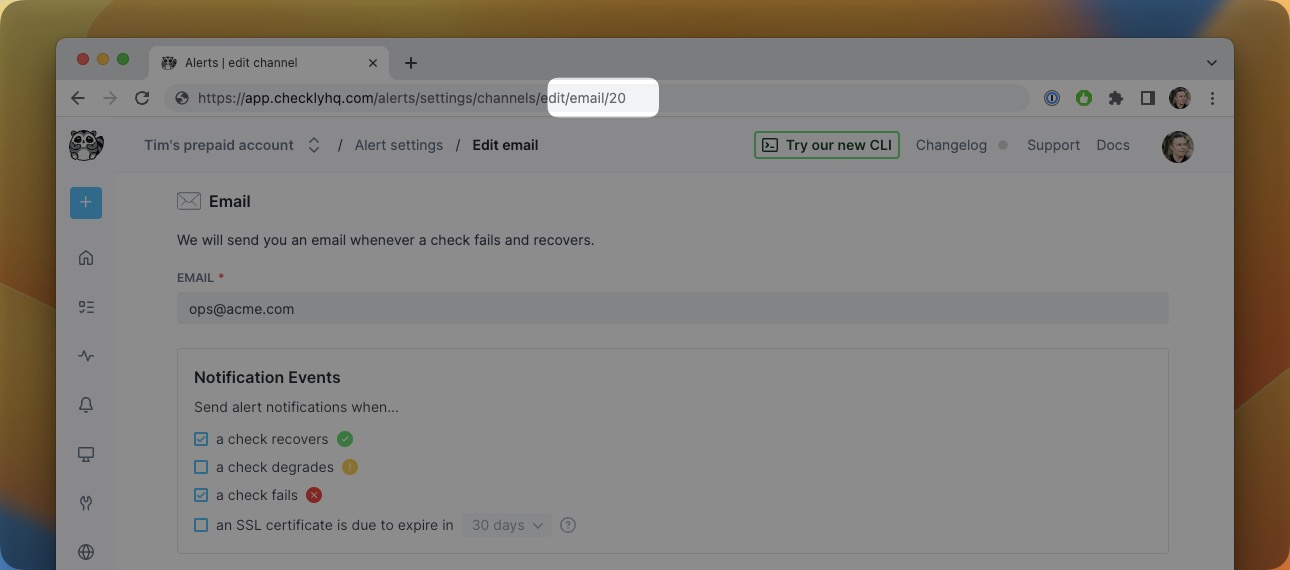 Alerts | edit channel
https://app.checklyhq.com/alerts/settings/channels/edit/email/20
Tim's prepaid account / Alert settings / Edit email Try our new CLI Changelog Support Docs
Email
We will send you an email whenever a check fails and recovers.
EMAIL *
ops@acme.com
Notification Events
Send alert notifications when...
a check recovers
a check degrades
a check fails
an SSL certificate is due to expire in 30 days